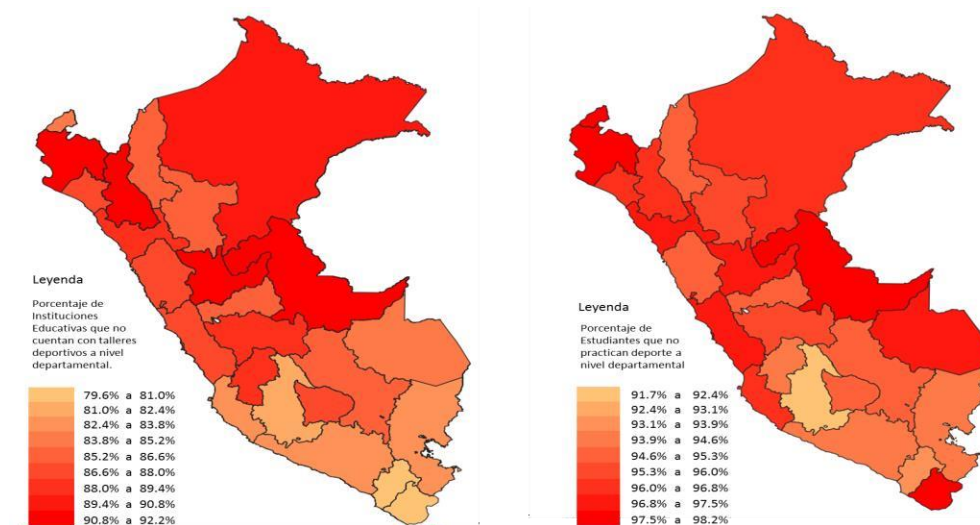 Leyenda
Porcentaje de
Instituciones
Educativas que no
cuentan con talleres
deportivos a nivel
departamental.
79.6% a 81.0%
81.0% a 82.4%
82.4% a 83.8%
83.8% a 85.2%
85.2% a 86.6%
86.6% a 88.0%
88.0% a 89.4%
89.4% a 90.8%
90.8% a 92.2%
Leyenda
Porcentaje de
Estudiantes que no
practican deporte a
nivel departamental
91.7% a 92.4%
92.4% a 93.1%
93.1% a 93.9%
93.9% a 94.6%
94.6% a 95.3%
95.3% a 96.0%
96.0% a 96.8%
96.8% a 97.5%
97.5% a 98.2%